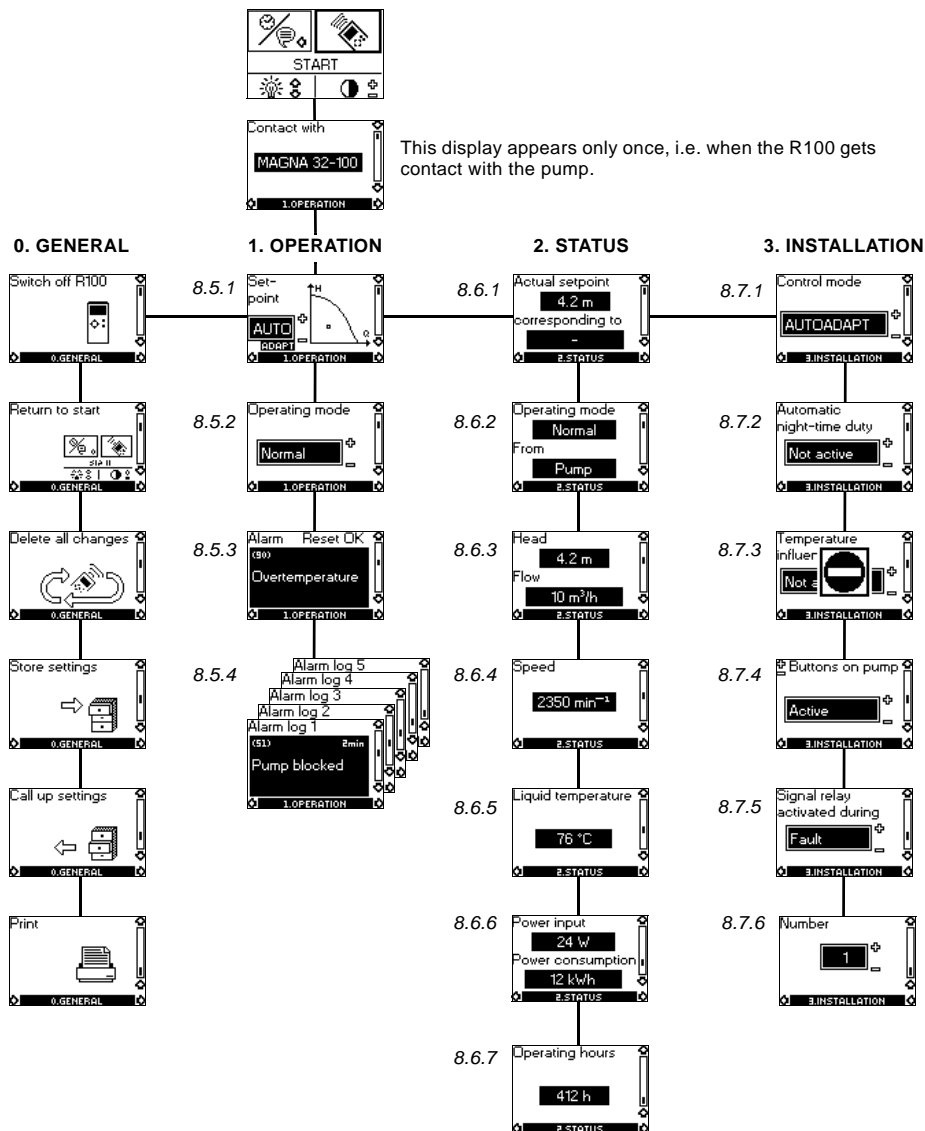 START
Contact with
MAGNA 32-100
1.OPERATION
This display appears only once, i.e. when the R100 gets
contact with the pump.
0. GENERAL
1. OPERATION
2. STATUS
3. INSTALLATION
Switch off R100
0.GENERAL
Return to start
START
0.GENERAL
Delete all changes
0.GENERAL
Store settings
0.GENERAL
Call up settings
0.GENERAL
Print
0.GENERAL
8.5.1
Set-
point
H
AUTO
ADAPT
Q
1.OPERATION
8.5.2
Operating mode
Normal
1.OPERATION
8.5.3
Alarm Reset OK
(90)
Overtemperature
1.OPERATION
8.5.4
Alarm log 5
Alarm log 4
Alarm log 3
Alarm log 2
Alarm log 1
(51) 2min
Pump blocked
1.OPERATION
8.6.1
Actual setpoint
4.2 m
corresponding to
-
2.STATUS
8.6.2
Operating mode
Normal
From
Pump
2.STATUS
8.6.3
Head
4.2 m
Flow
10 m³/h
2.STATUS
8.6.4
Speed
2350 min⁻¹
2.STATUS
8.6.5
Liquid temperature
76 °C
2.STATUS
8.6.6
Power input
24 W
Power consumption
12 kWh
2.STATUS
8.6.7
Operating hours
412 h
2.STATUS
8.7.1
Control mode
AUTOADAPT
3.INSTALLATION
8.7.2
Automatic
night-time duty
Not active
3.INSTALLATION
8.7.3
Temperature
influer
Not a
3.INSTALLATION
8.7.4
Buttons on pump
Active
3.INSTALLATION
8.7.5
Signal relay
activated during
Fault
3.INSTALLATION
8.7.6
Number
1
3.INSTALLATION